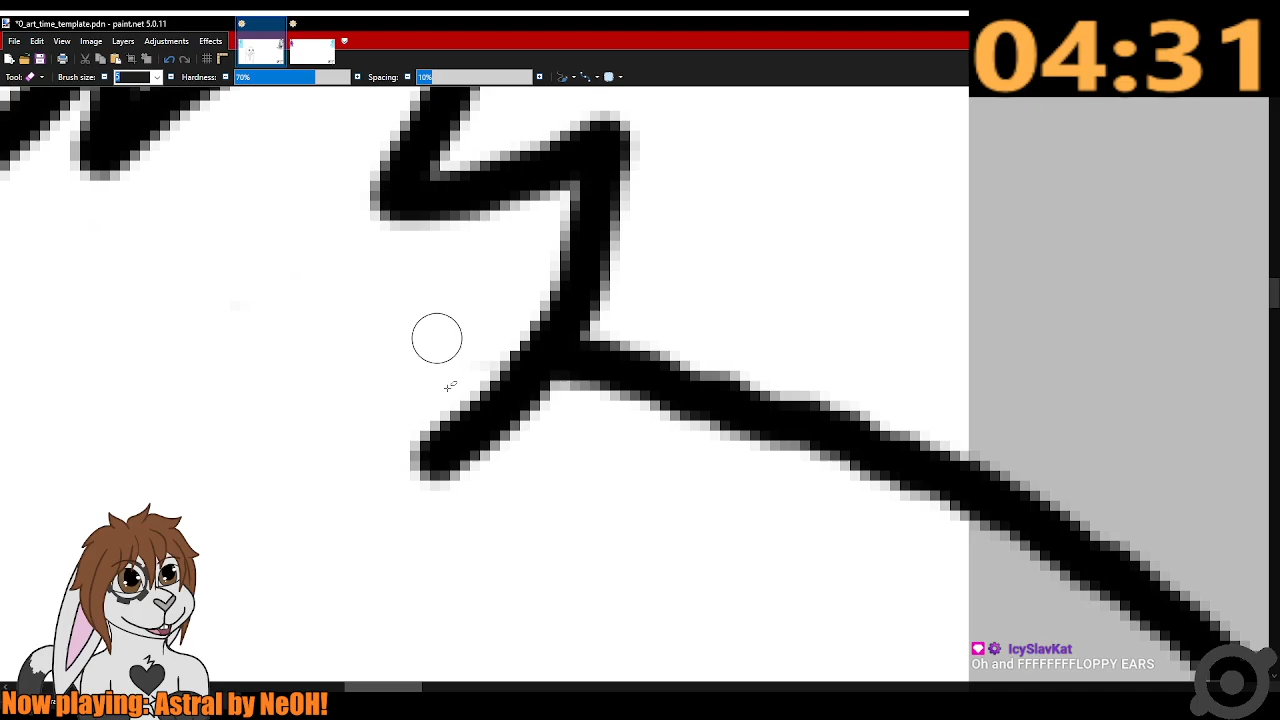 *0_art_time_template.pdn - paint.net 5.0.11
04:31
File Edit View Image Layers Adjustments Effects
Tool: Brush size: 5 Hardness: 70% Spacing: 10%
IcySlavKat
Oh and FFFFFFFFLOPPY EARS
Now playing: Astral by NeOH!